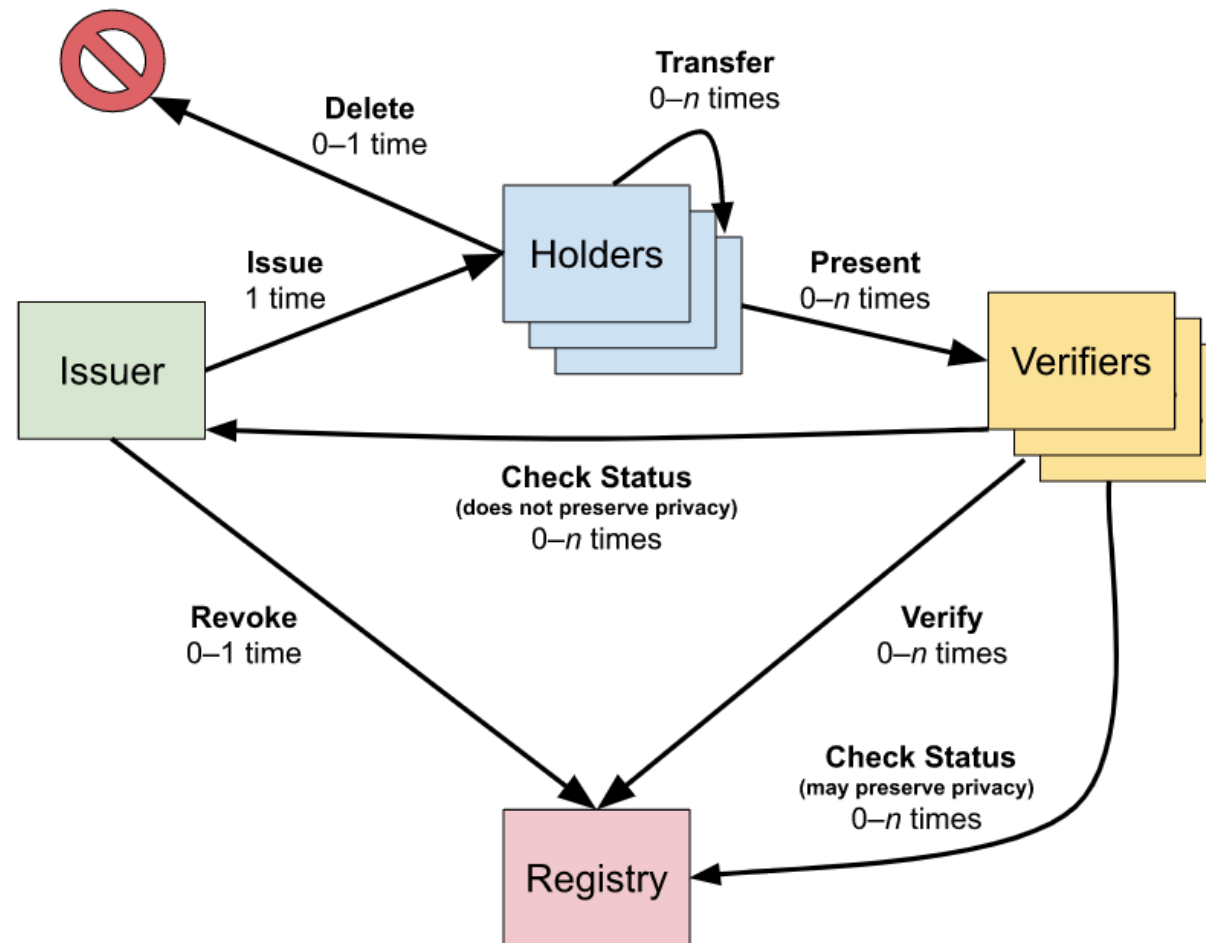 Transfer
0–n times
Delete
0–1 time
Holders
Issue
1 time
Present
0–n times
Issuer
Verifiers
Check Status
(does not preserve privacy)
0–n times
Revoke
0–1 time
Verify
0–n times
Check Status
(may preserve privacy)
0–n times
Registry